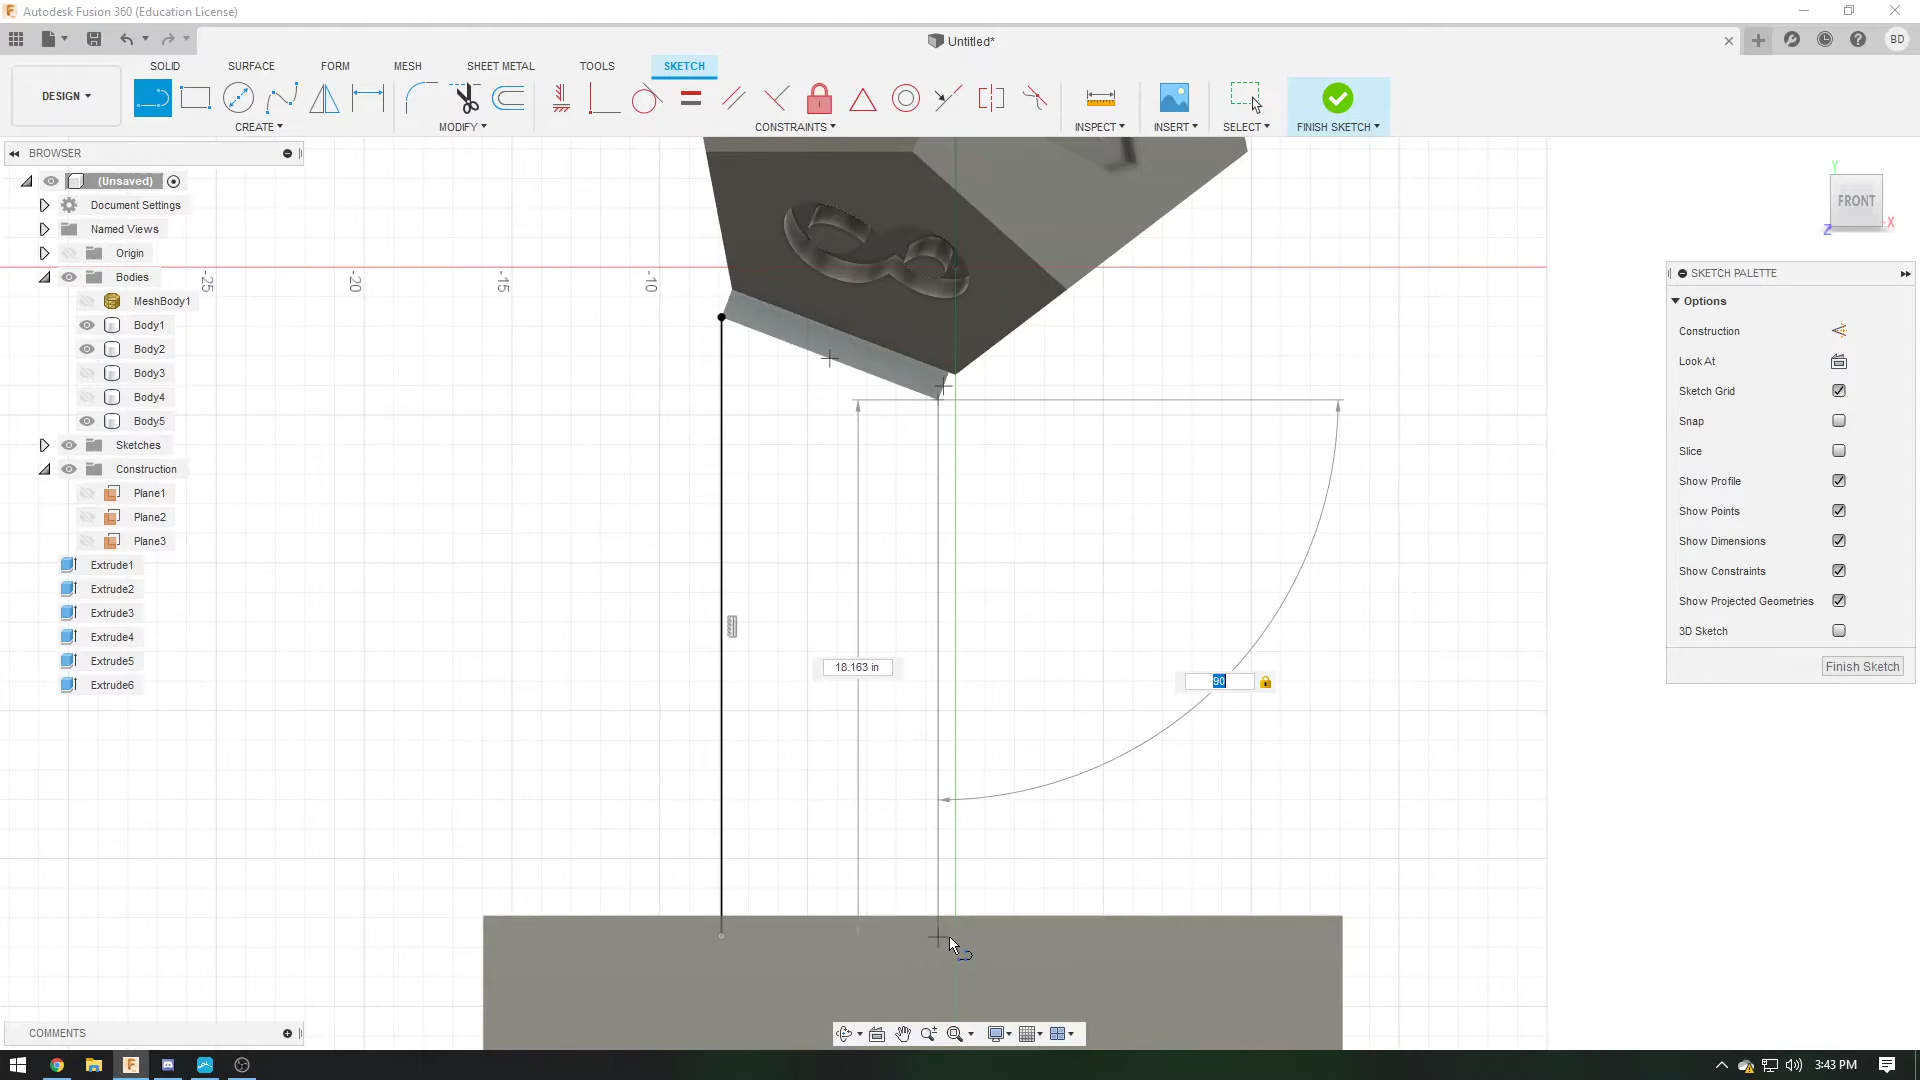 Autodesk Fusion 360 (Education License)
Untitled*
BD
DESIGN
SOLID SURFACE FORM MESH SHEET METAL TOOLS SKETCH
CREATE MODIFY CONSTRAINTS INSPECT INSERT SELECT FINISH SKETCH
BROWSER
(Unsaved)
Document Settings
Named Views
Origin
Bodies
MeshBody1
Body1
Body2
Body3
Body4
Body5
Sketches
Construction
Plane1
Plane2
Plane3
Extrude1
Extrude2
Extrude3
Extrude4
Extrude5
Extrude6
-25 -20 -15 -10
8
18.163 in
90
Y
FRONT
X
Z
SKETCH PALETTE
Options
Construction
Look At
Sketch Grid
Snap
Slice
Show Profile
Show Points
Show Dimensions
Show Constraints
Show Projected Geometries
3D Sketch
Finish Sketch
COMMENTS
3:43 PM